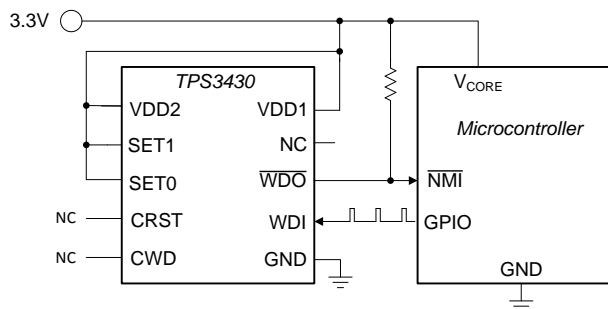 3.3V
TPS3430
VDD2
VDD1
SET1
NC
SET0
WDO
NC
CRST
WDI
NC
CWD
GND
VCORE
Microcontroller
NMI
GPIO
GND